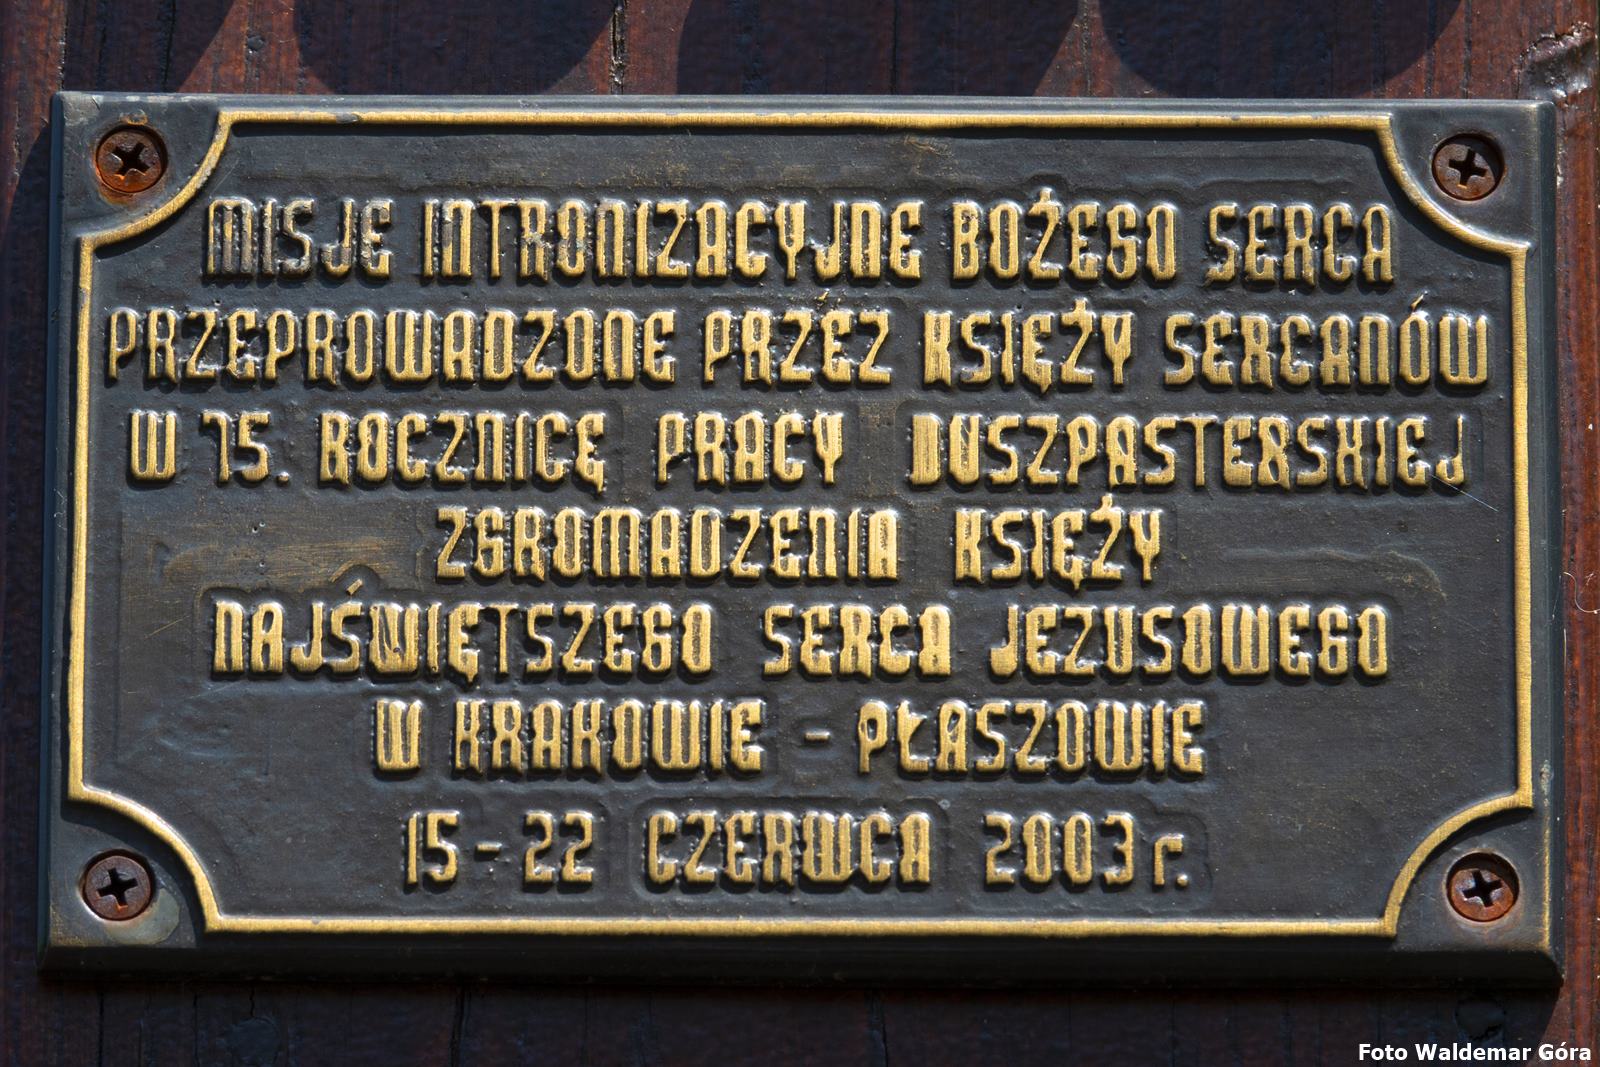 MISJE INTRONIZACYJNE BOŻEGO SERCA
PRZEPROWADZONE PRZEZ KSIĘŻY SERCANÓW
W 75. ROCZNICĘ PRACY DUSZPASTERSKIEJ
ZGROMADZENIA KSIĘŻY
NAJŚWIĘTSZEGO SERCA JEZUSOWEGO
W KRAKOWIE - PŁASZOWIE
15 - 22 CZERWCA 2003 r.
Foto Waldemar Góra